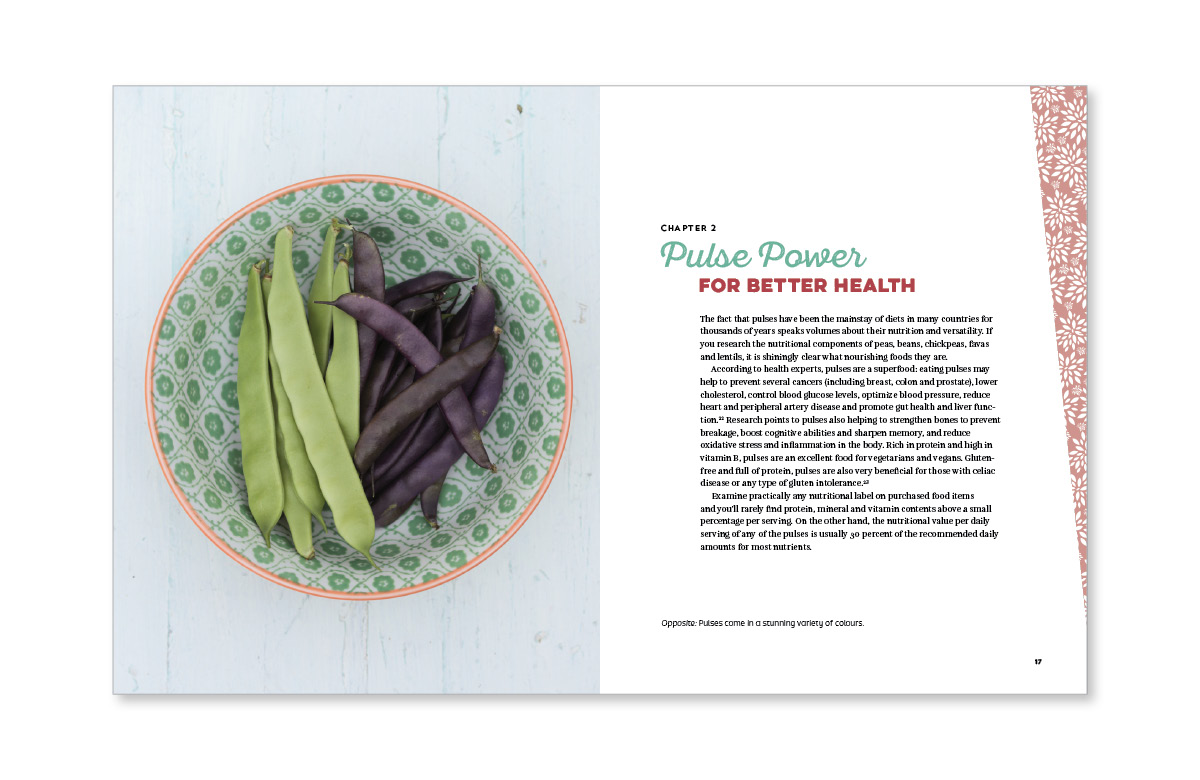 CHAPTER 2
Pulse Power
FOR BETTER HEALTH
The fact that pulses have been the mainstay of diets in many countries for
thousands of years speaks volumes about their nutrition and versatility. If
you research the nutritional components of peas, beans, chickpeas, favas
and lentils, it is shiningly clear what nourishing foods they are.
According to health experts, pulses are a superfood: eating pulses may
help to prevent several cancers (including breast, colon and prostate), lower
cholesterol, control blood glucose levels, optimize blood pressure, reduce
heart and peripheral artery disease and promote gut health and liver func-
tion.²² Research points to pulses also helping to strengthen bones to prevent
breakage, boost cognitive abilities and sharpen memory, and reduce
oxidative stress and inflammation in the body. Rich in protein and high in
vitamin B, pulses are an excellent food for vegetarians and vegans. Gluten-
free and full of protein, pulses are also very beneficial for those with celiac
disease or any type of gluten intolerance.²³
Examine practically any nutritional label on purchased food items
and you'll rarely find protein, mineral and vitamin contents above a small
percentage per serving. On the other hand, the nutritional value per daily
serving of any of the pulses is usually 30 percent of the recommended daily
amounts for most nutrients.
Opposite: Pulses come in a stunning variety of colours.
17